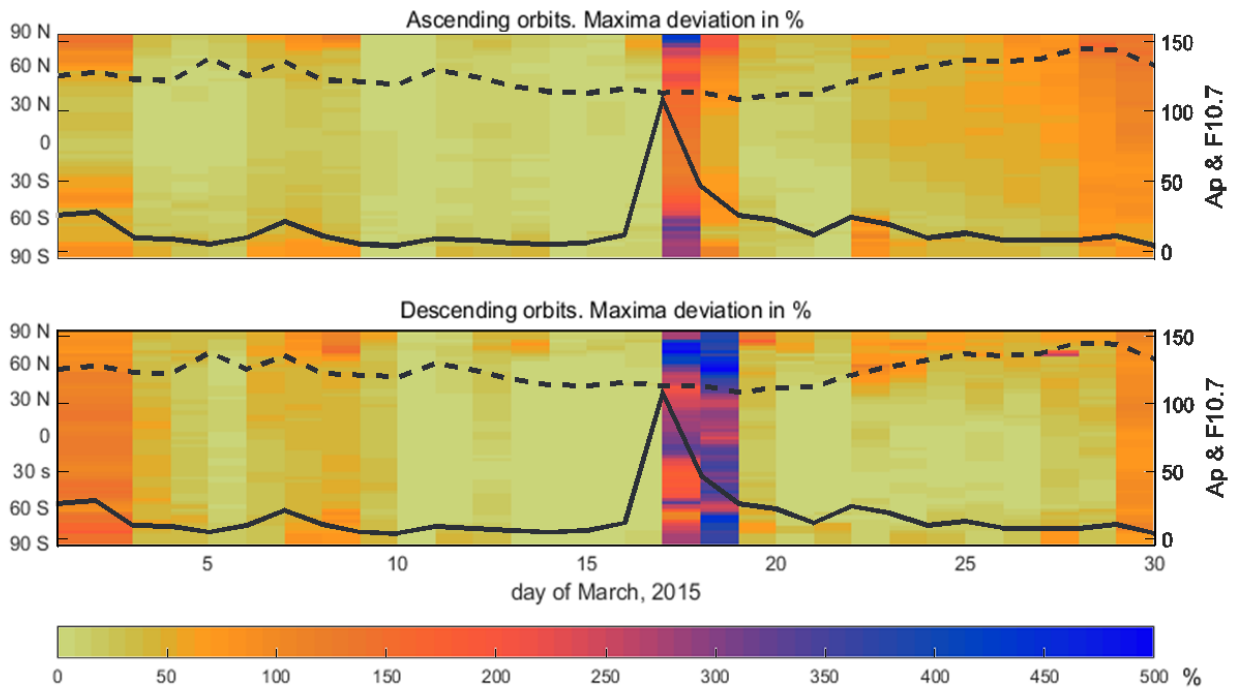 Ascending orbits. Maxima deviation in %
90 N
60 N
30 N
0
30 S
60 S
90 S
150
100
50
0
Ap & F10.7
Descending orbits. Maxima deviation in %
90 N
60 N
30 N
0
30 s
60 S
90 S
150
100
50
0
Ap & F10.7
5 10 15 20 25 30
day of March, 2015
0 50 100 150 200 250 300 350 400 450 500 %